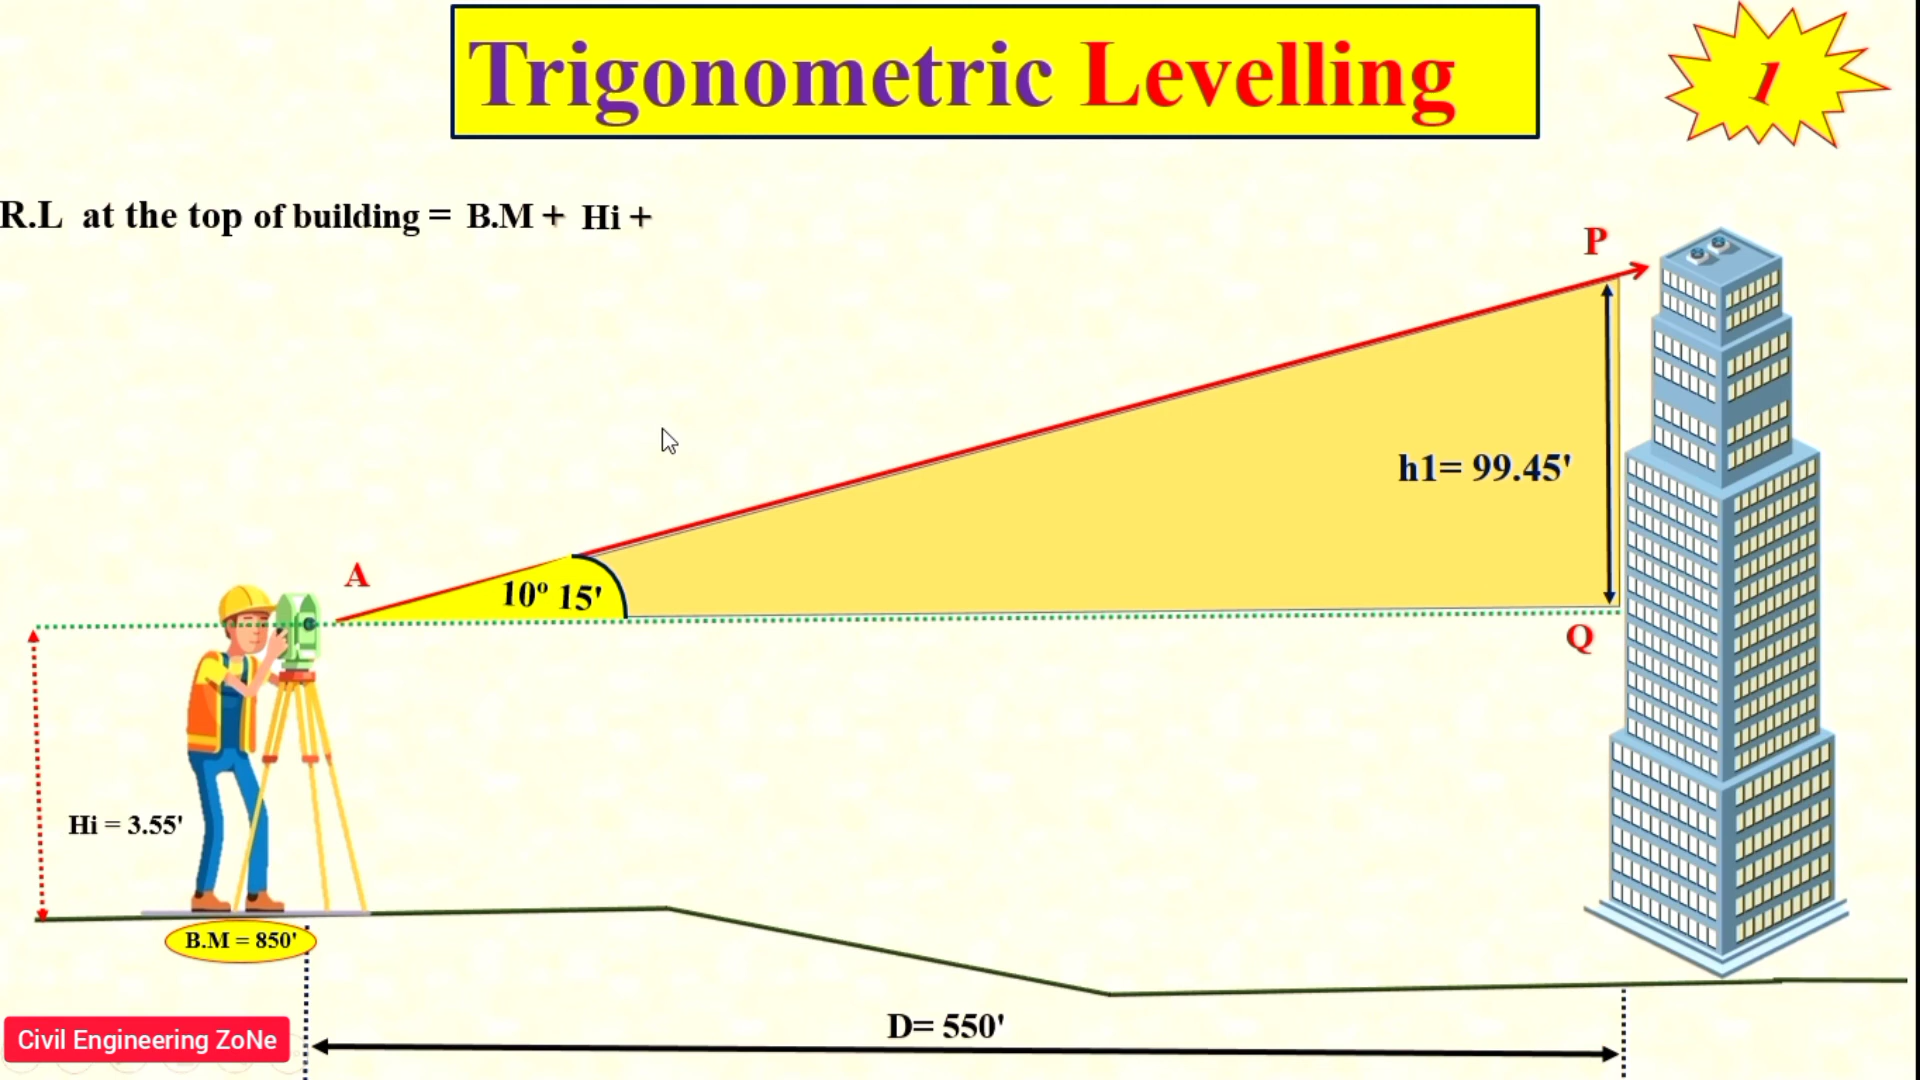 Trigonometric Levelling
1
R.L at the top of building = B.M + Hi +
P
h1= 99.45'
A
10º 15'
Q
Hi = 3.55'
B.M = 850'
D= 550'
Civil Engineering ZoNe